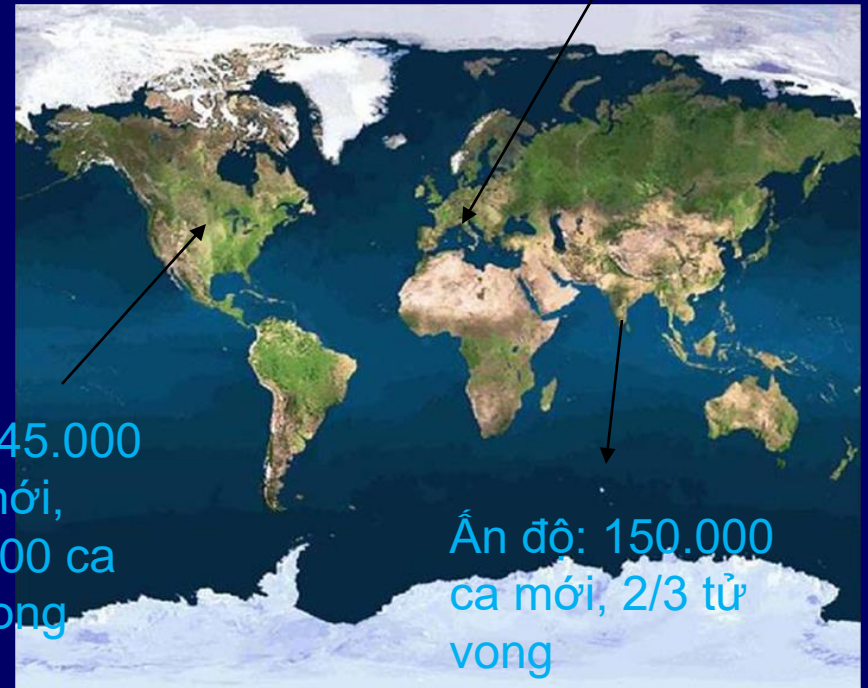 45.000
ới,
00 ca
ong
Ấn độ: 150.000
ca mới, 2/3 tử
vong